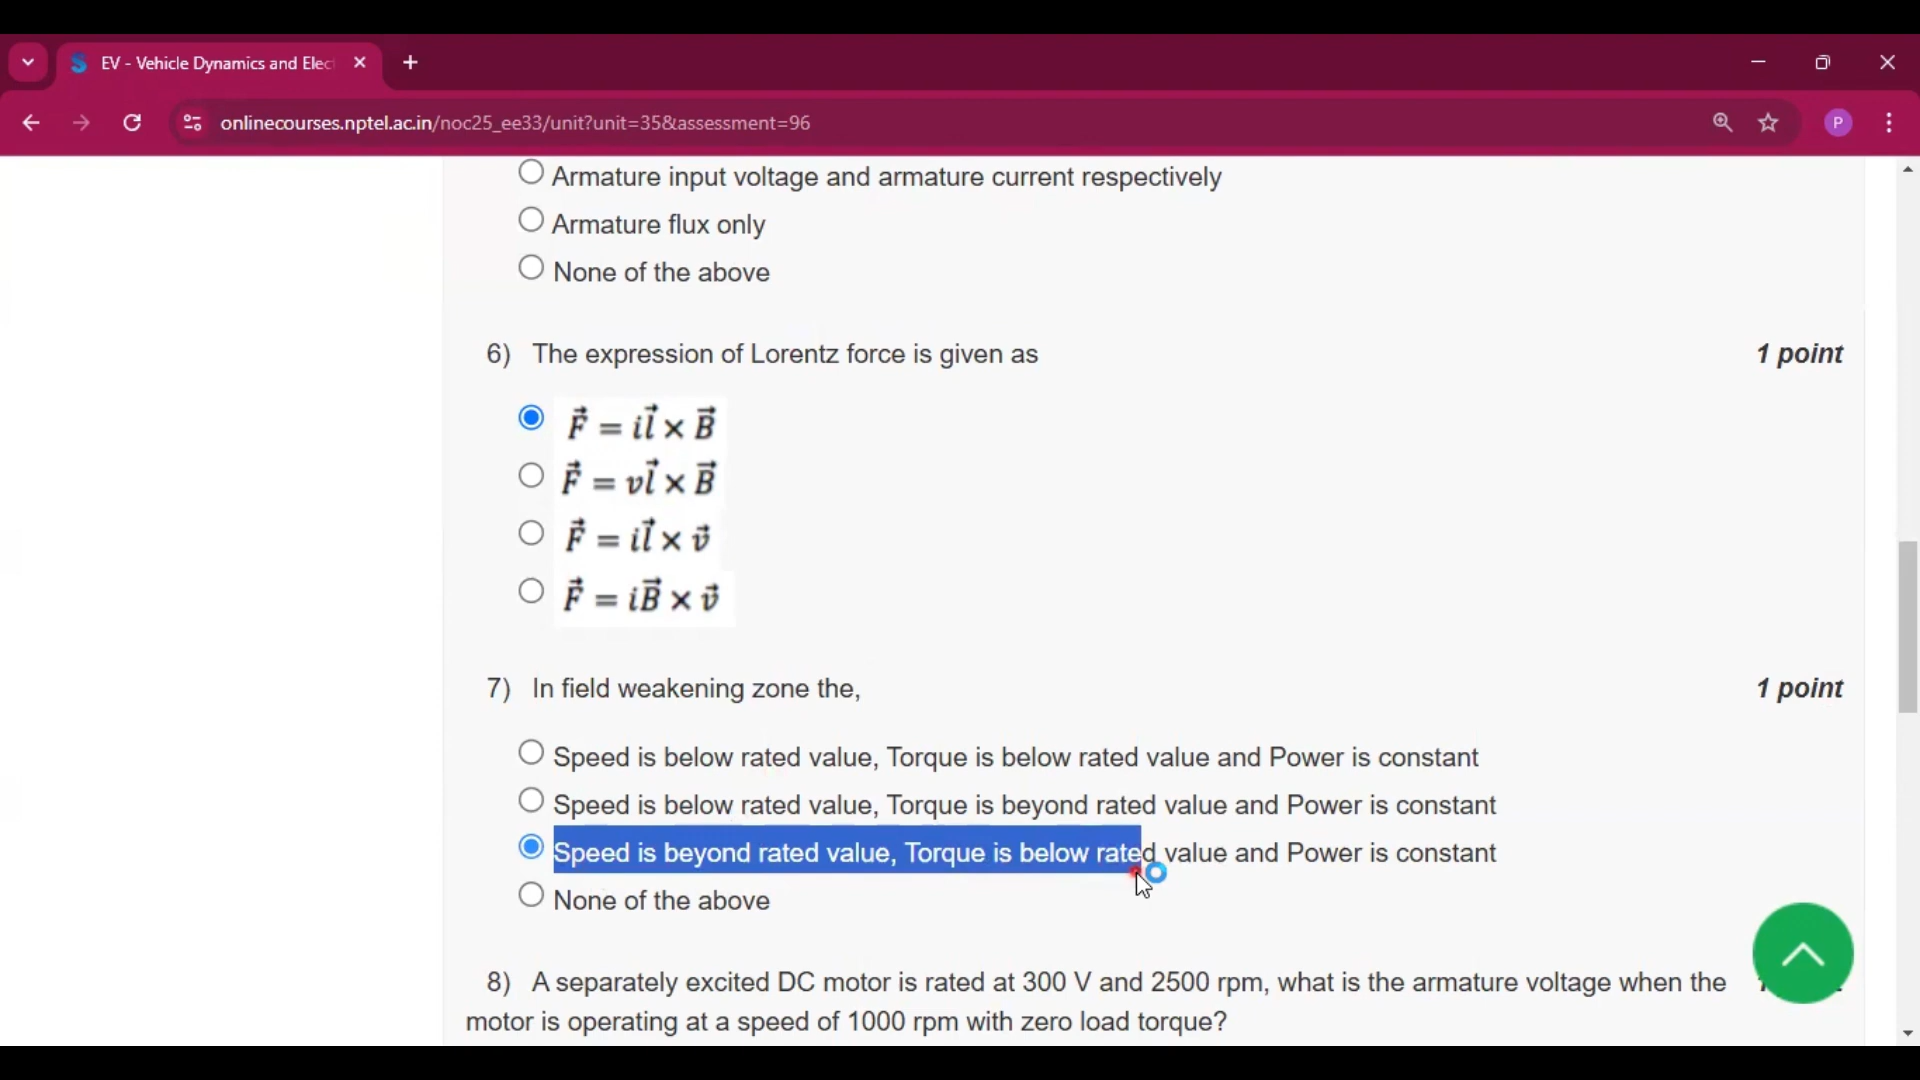 EV - Vehicle Dynamics and Elec
onlinecourses.nptel.ac.in/noc25_ee33/unit?unit=35&assessment=96
P
Armature input voltage and armature current respectively
Armature flux only
None of the above
6) The expression of Lorentz force is given as 1 point
F⃗ = il⃗ × B⃗
F⃗ = vl⃗ × B⃗
F⃗ = il⃗ × v⃗
F⃗ = iB⃗ × v⃗
7) In field weakening zone the, 1 point
Speed is below rated value, Torque is below rated value and Power is constant
Speed is below rated value, Torque is beyond rated value and Power is constant
Speed is beyond rated value, Torque is below rated value and Power is constant
None of the above
8) A separately excited DC motor is rated at 300 V and 2500 rpm, what is the armature voltage when the
motor is operating at a speed of 1000 rpm with zero load torque?